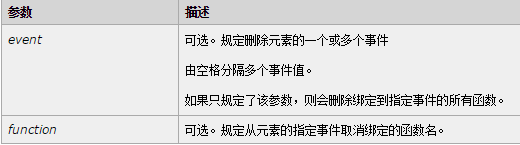 参数 描述
event 可选。规定删除元素的一个或多个事件
由空格分隔多个事件值。
如果只规定了该参数，则会删除绑定到指定事件的所有函数。
function 可选。规定从元素的指定事件取消绑定的函数名。